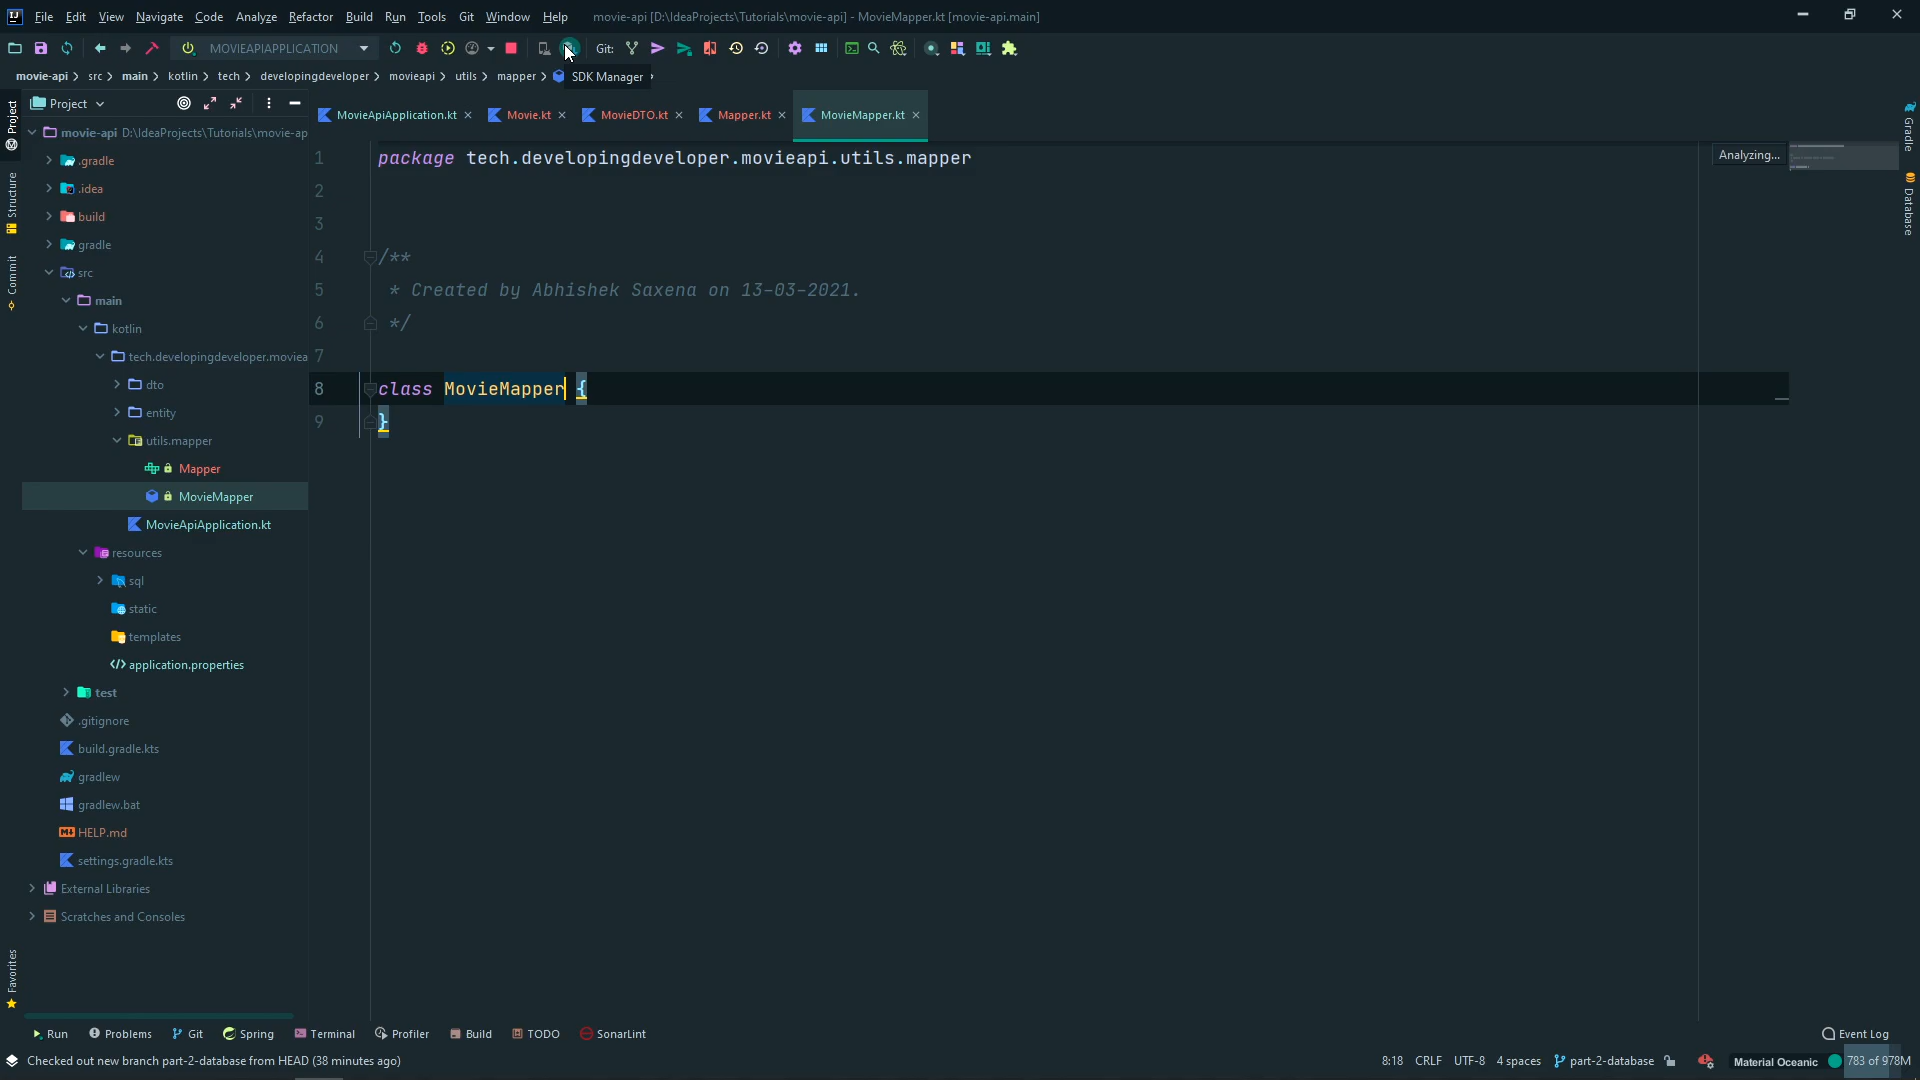 File Edit View Navigate Code Analyze Refactor Build Run Tools Git Window Help movie-api [D:\IdeaProjects\Tutorials\movie-api] - MovieMapper.kt [movie-api.main]
MOVIEAPIAPPLICATION Git:
movie-api src main kotlin tech developingdeveloper movieapi utils mapper SDK Manager
Project
MovieApiApplication.kt Movie.kt MovieDTO.kt Mapper.kt MovieMapper.kt
movie-api D:\IdeaProjects\Tutorials\movie-ap
.gradle
.idea
build
gradle
src
main
kotlin
tech.developingdeveloper.moviea
dto
entity
utils.mapper
Mapper
MovieMapper
MovieApiApplication.kt
resources
sql
static
templates
application.properties
test
.gitignore
build.gradle.kts
gradlew
gradlew.bat
HELP.md
settings.gradle.kts
External Libraries
Scratches and Consoles
1 package tech.developingdeveloper.movieapi.utils.mapper
2
3
4 /**
5 * Created by Abhishek Saxena on 13-03-2021.
6 */
7
8 class MovieMapper {
9 }
Analyzing...
Project
Structure
Commit
Favorites
Gradle
Database
Run Problems Git Spring Terminal Profiler Build TODO SonarLint Event Log
Checked out new branch part-2-database from HEAD (38 minutes ago) 8:18 CRLF UTF-8 4 spaces part-2-database Material Oceanic 783 of 978M